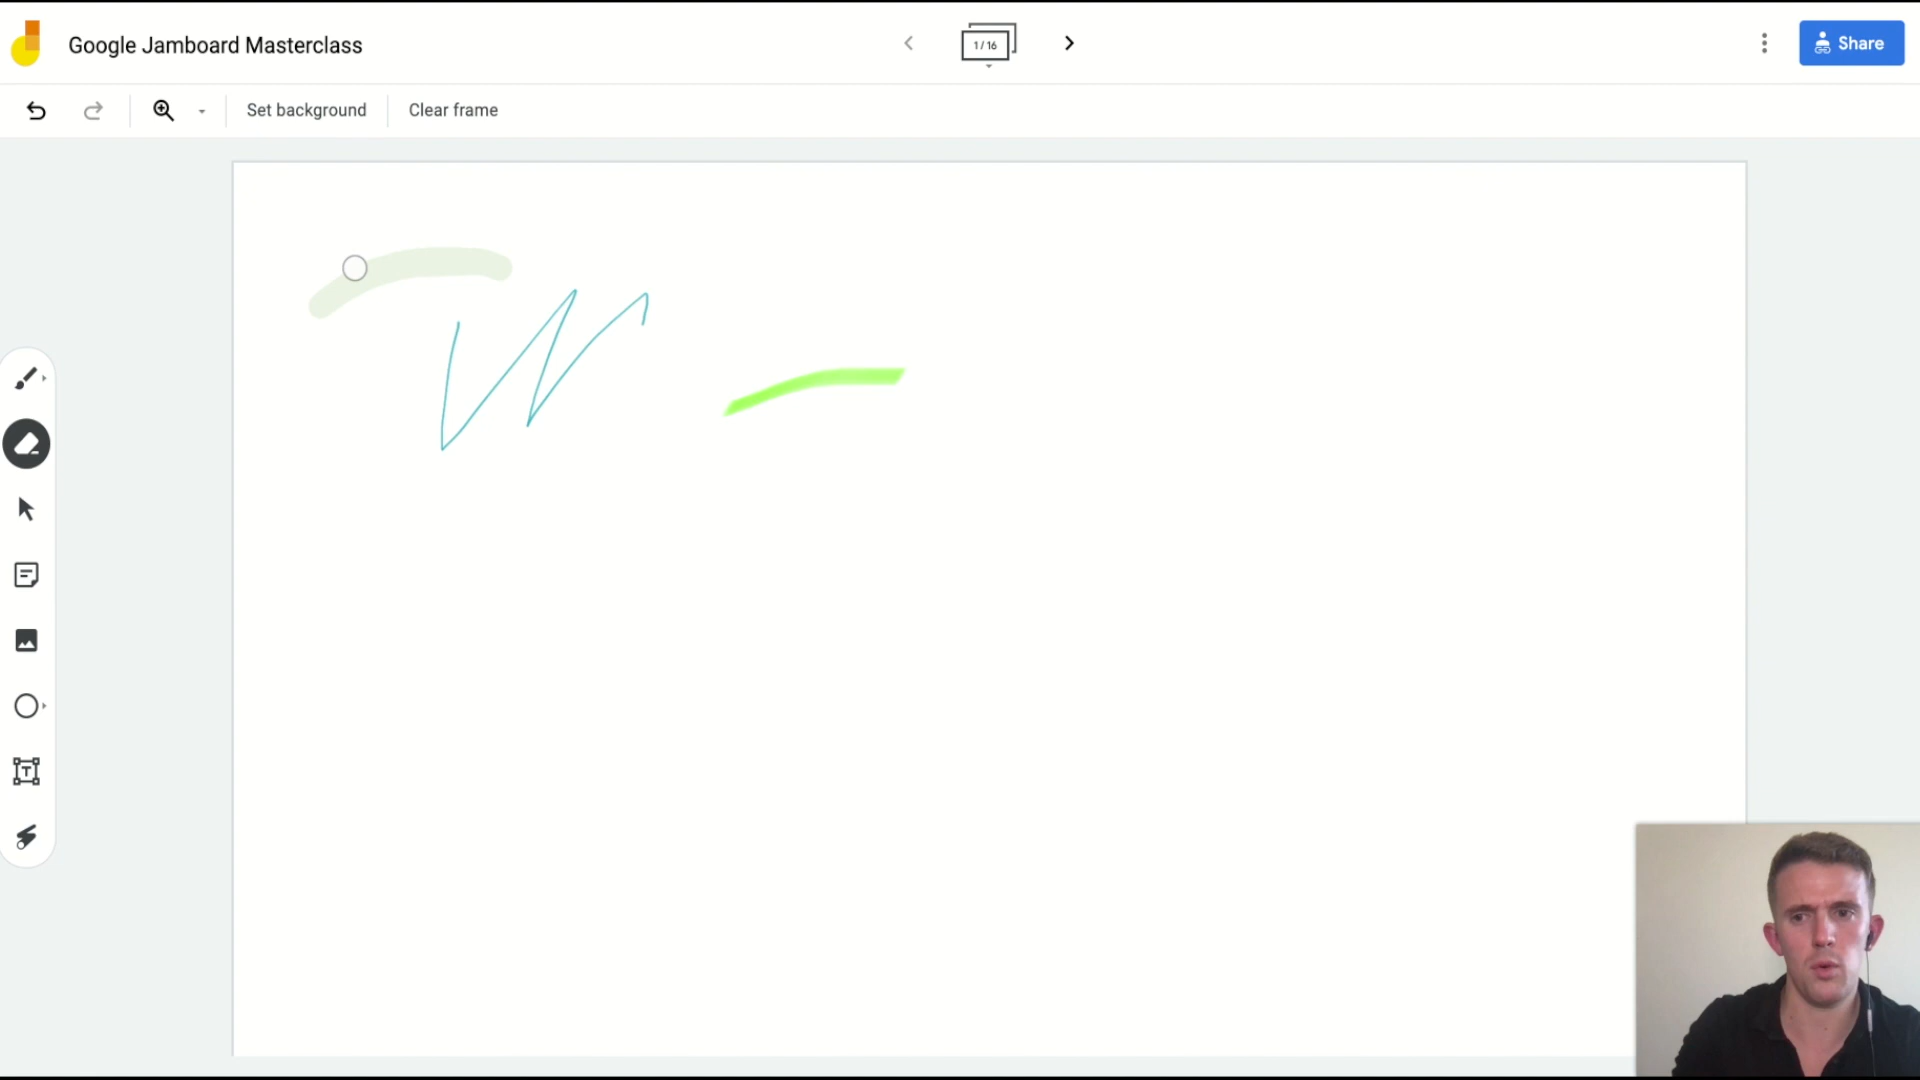 Google Jamboard Masterclass
1 / 16
Share
Set background
Clear frame
W
T